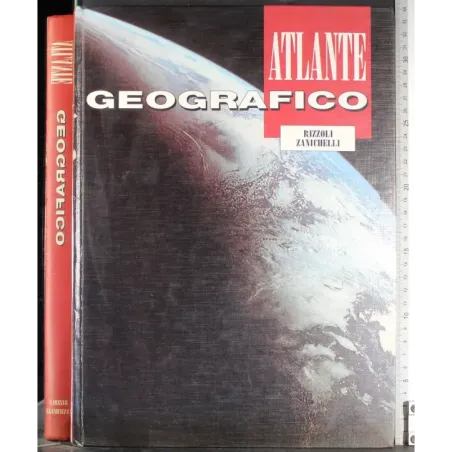 ATLANTE
GEOGRAFICO
RIZZOLI
ZANICHELLI
ATLANTE
GEOGRAFICO